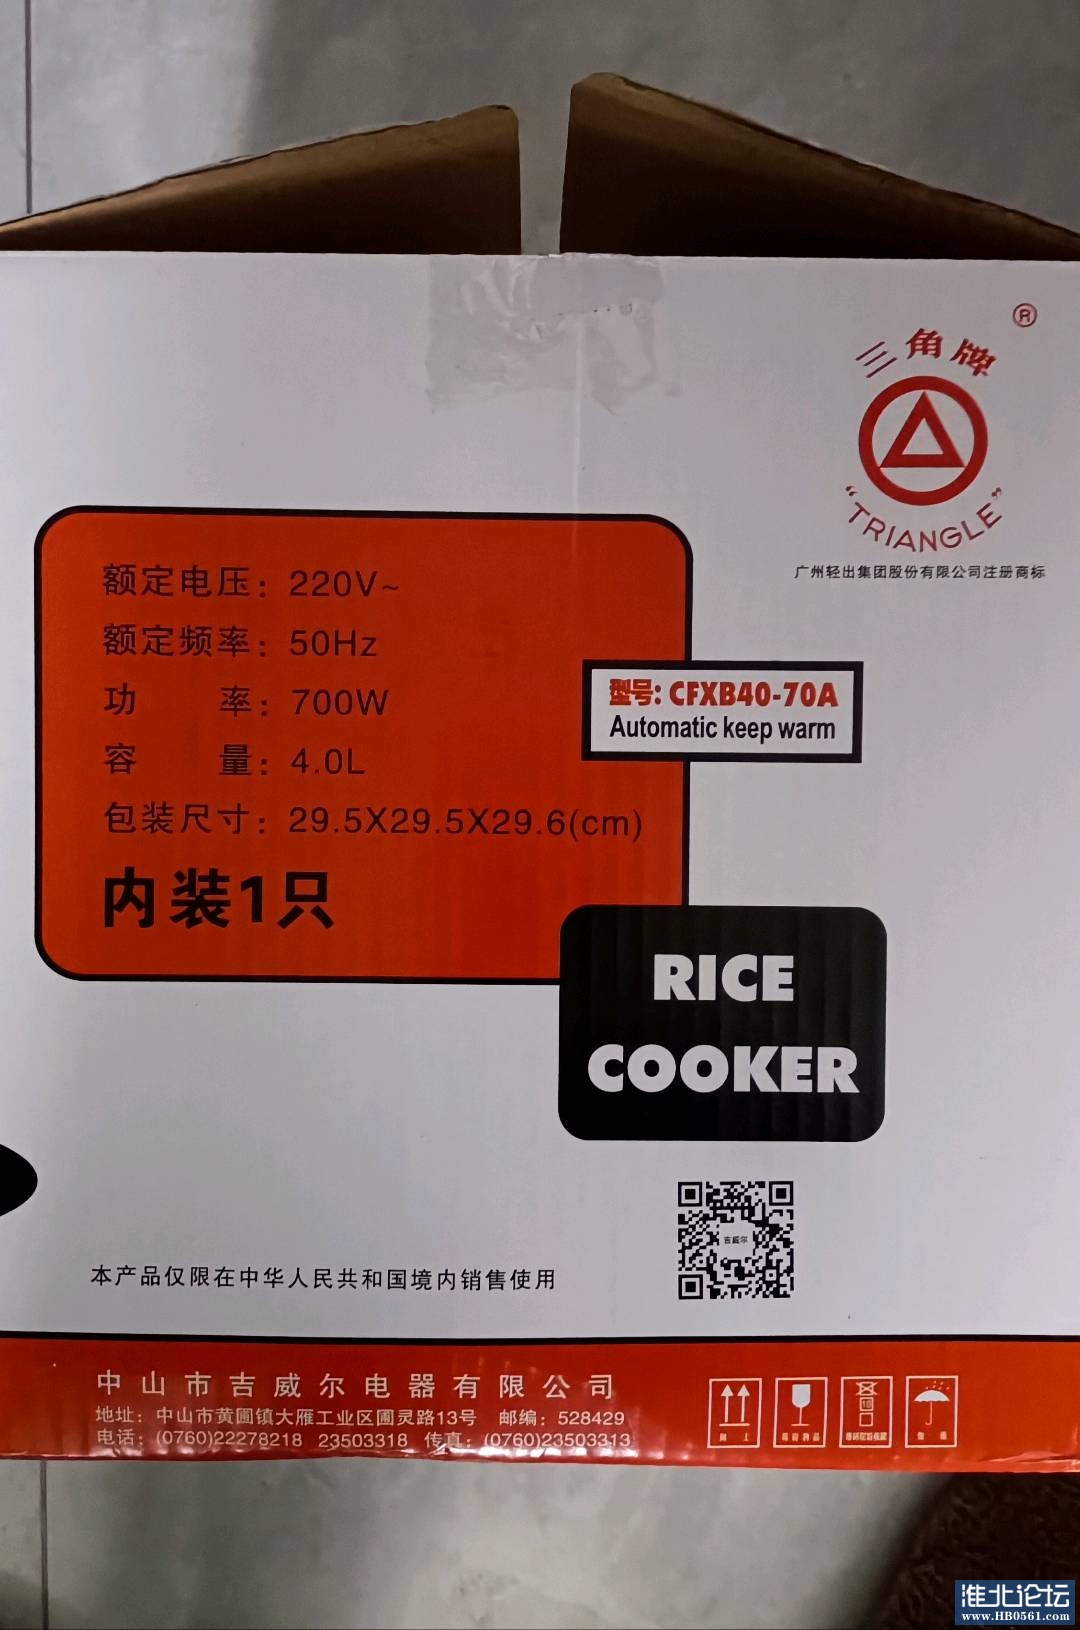 ®
三角牌
"TRIANGLE"
广州轻出集团股份有限公司注册商标
额定电压：220V~
额定频率：50Hz
功率：700W
容量：4.0L
包装尺寸：29.5X29.5X29.6(cm)
内装1只
型号: CFXB40-70A
Automatic keep warm
RICE
COOKER
吉威尔
本产品仅限在中华人民共和国境内销售使用
中山市吉威尔电器有限公司
地址：中山市黄圃镇大雁工业区圃灵路13号 邮编：528429
电话：(0760)22278218 23503318 传真：(0760)23503313
向上
淮北论坛
www.HB0561.com